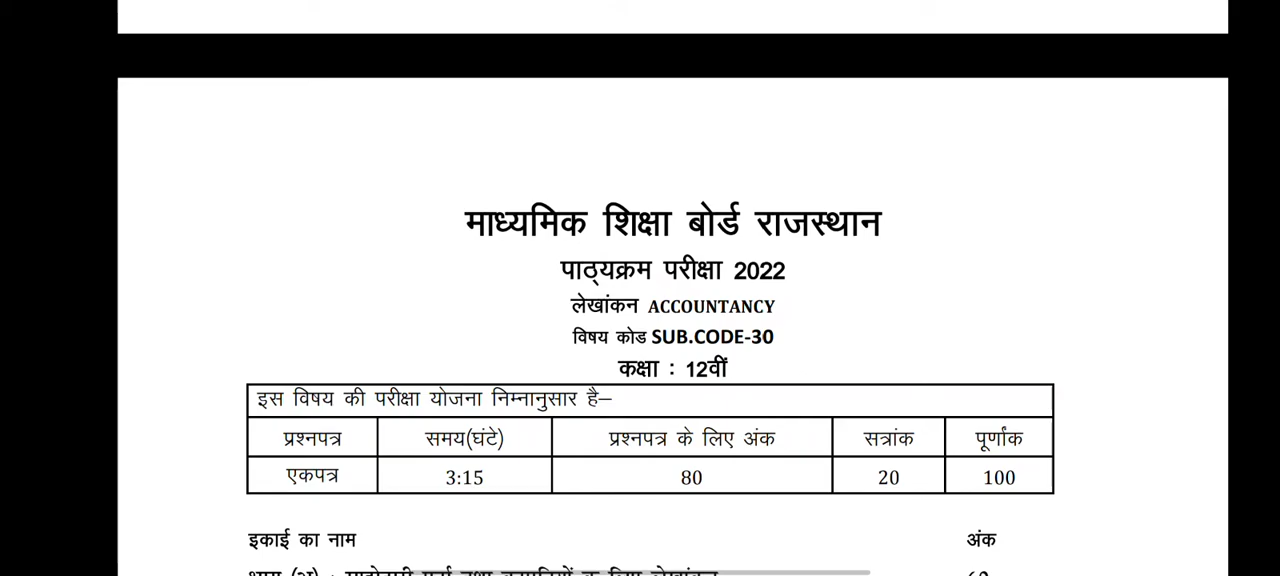 माध्यमिक शिक्षा बोर्ड राजस्थान
पाठ्यक्रम परीक्षा 2022
लेखांकन ACCOUNTANCY
विषय कोड SUB.CODE-30
कक्षा : 12वीं
इस विषय की परीक्षा योजना निम्नानुसार है–
प्रश्नपत्र समय(घंटे) प्रश्नपत्र के लिए अंक सत्रांक पूर्णांक
एकपत्र 3:15 80 20 100
इकाई का नाम अंक